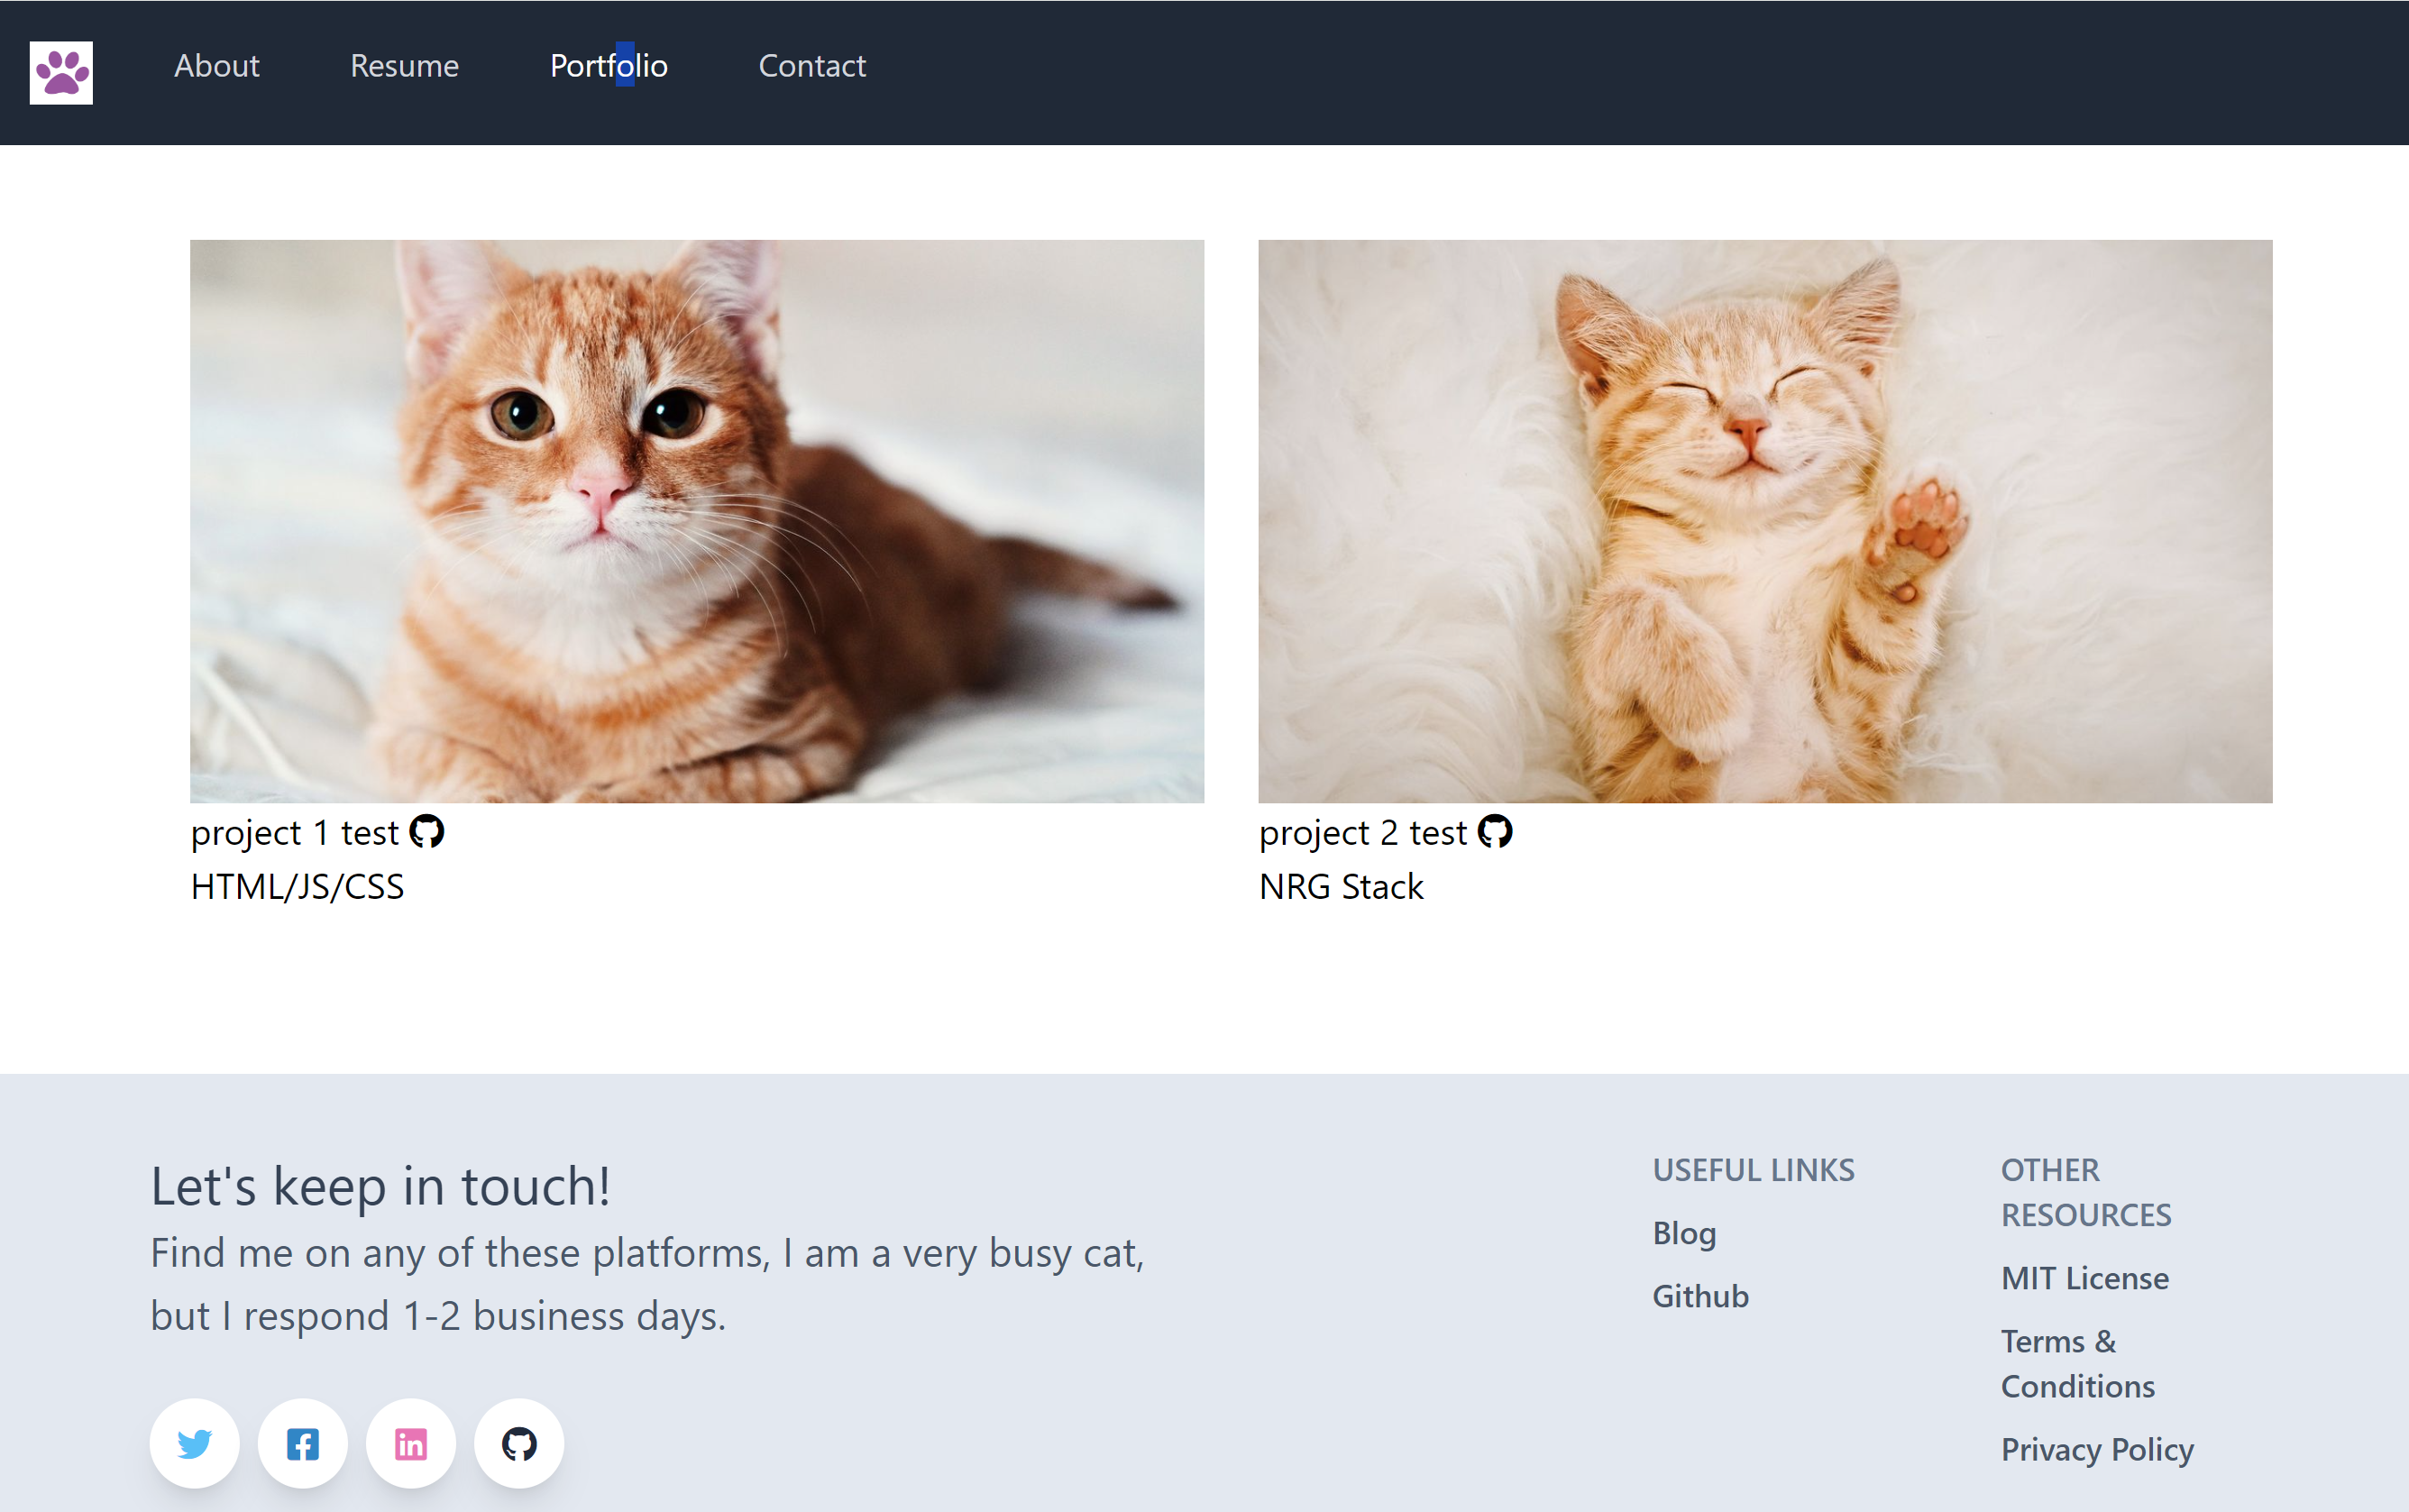 About Resume Portfolio Contact
project 1 test
HTML/JS/CSS
project 2 test
NRG Stack
Let's keep in touch!
Find me on any of these platforms, I am a very busy cat,
but I respond 1-2 business days.
USEFUL LINKS
Blog
Github
OTHER
RESOURCES
MIT License
Terms &
Conditions
Privacy Policy